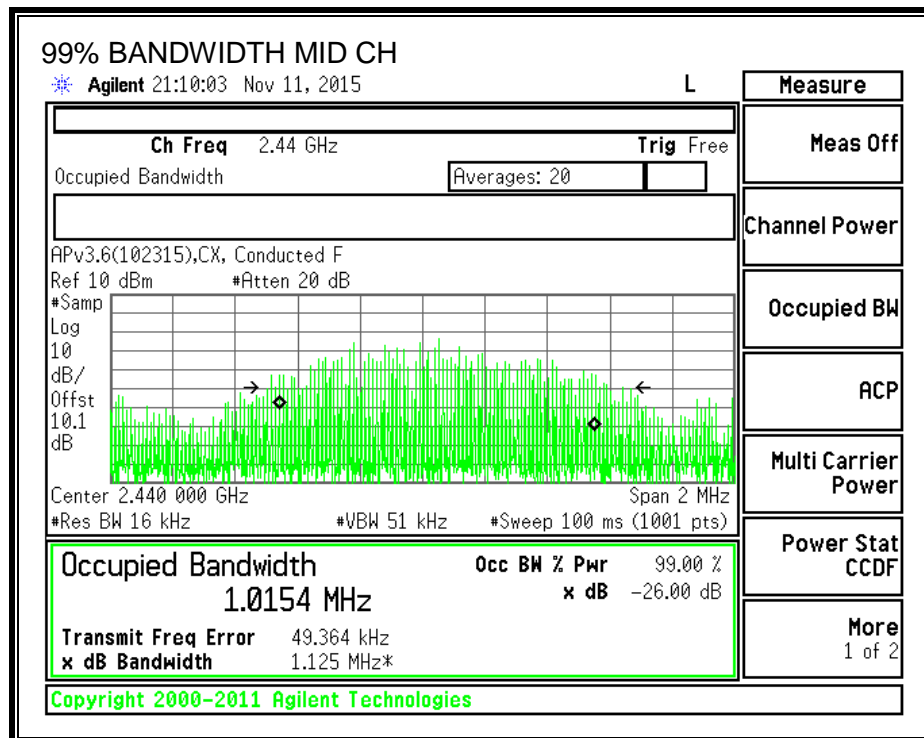 99% BANDWIDTH MID CH
Agilent 21:10:03 Nov 11, 2015 L
Measure
Ch Freq 2.44 GHz Trig Free
Meas Off
Occupied Bandwidth Averages: 20
Channel Power
APv3.6(102315),CX, Conducted F
Ref 10 dBm #Atten 20 dB
#Samp
Log
10
dB/
Offst
10.1
dB
Occupied BW
ACP
Multi Carrier
Power
Center 2.440 000 GHz Span 2 MHz
#Res BW 16 kHz #VBW 51 kHz #Sweep 100 ms (1001 pts)
Power Stat
CCDF
Occupied Bandwidth Occ BW % Pwr 99.00 %
1.0154 MHz x dB -26.00 dB
Transmit Freq Error 49.364 kHz
x dB Bandwidth 1.125 MHz*
More
1 of 2
Copyright 2000-2011 Agilent Technologies